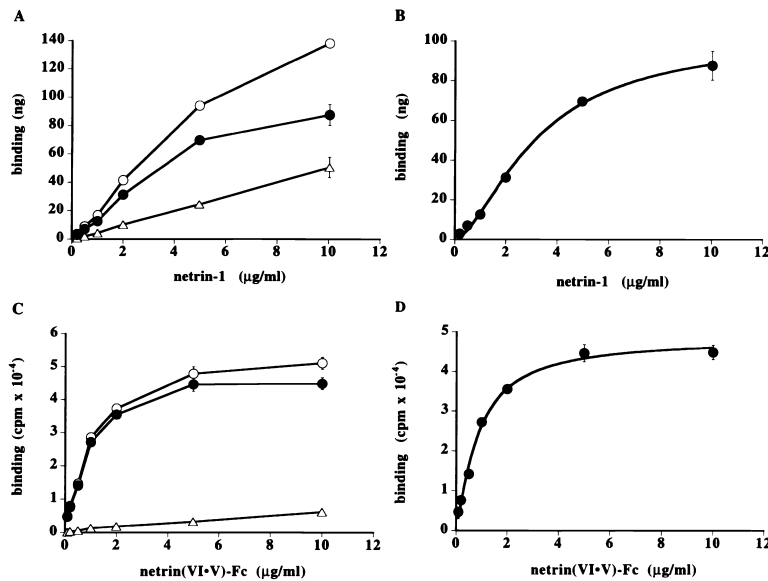 A
140
120
100
80
60
40
20
0
binding (ng)
0 2 4 6 8 10 12
netrin-1 (µg/ml)
B
100
80
60
40
20
0
binding (ng)
0 2 4 6 8 10 12
netrin-1 (µg/ml)
C
6
5
4
3
2
1
0
binding (cpm x 10⁻⁴)
0 2 4 6 8 10 12
netrin(VI•V)-Fc (µg/ml)
D
5
4
3
2
1
0
binding (cpm x 10⁻⁴)
0 2 4 6 8 10 12
netrin(VI•V)-Fc (µg/ml)